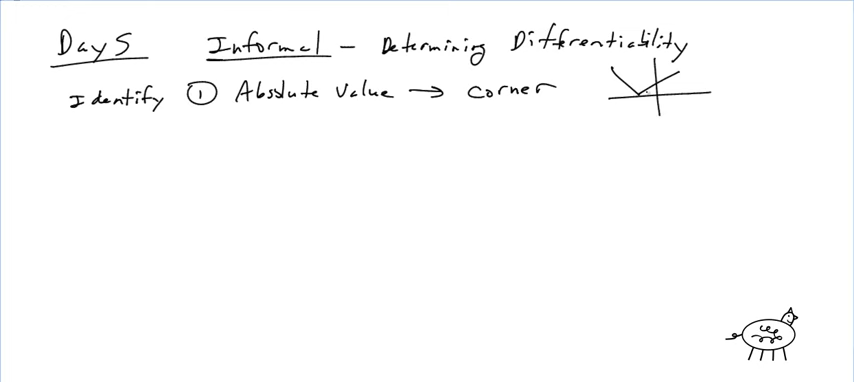 Day 5 Informal - Determining Differentiability
Identify ① Absolute Value → Corner